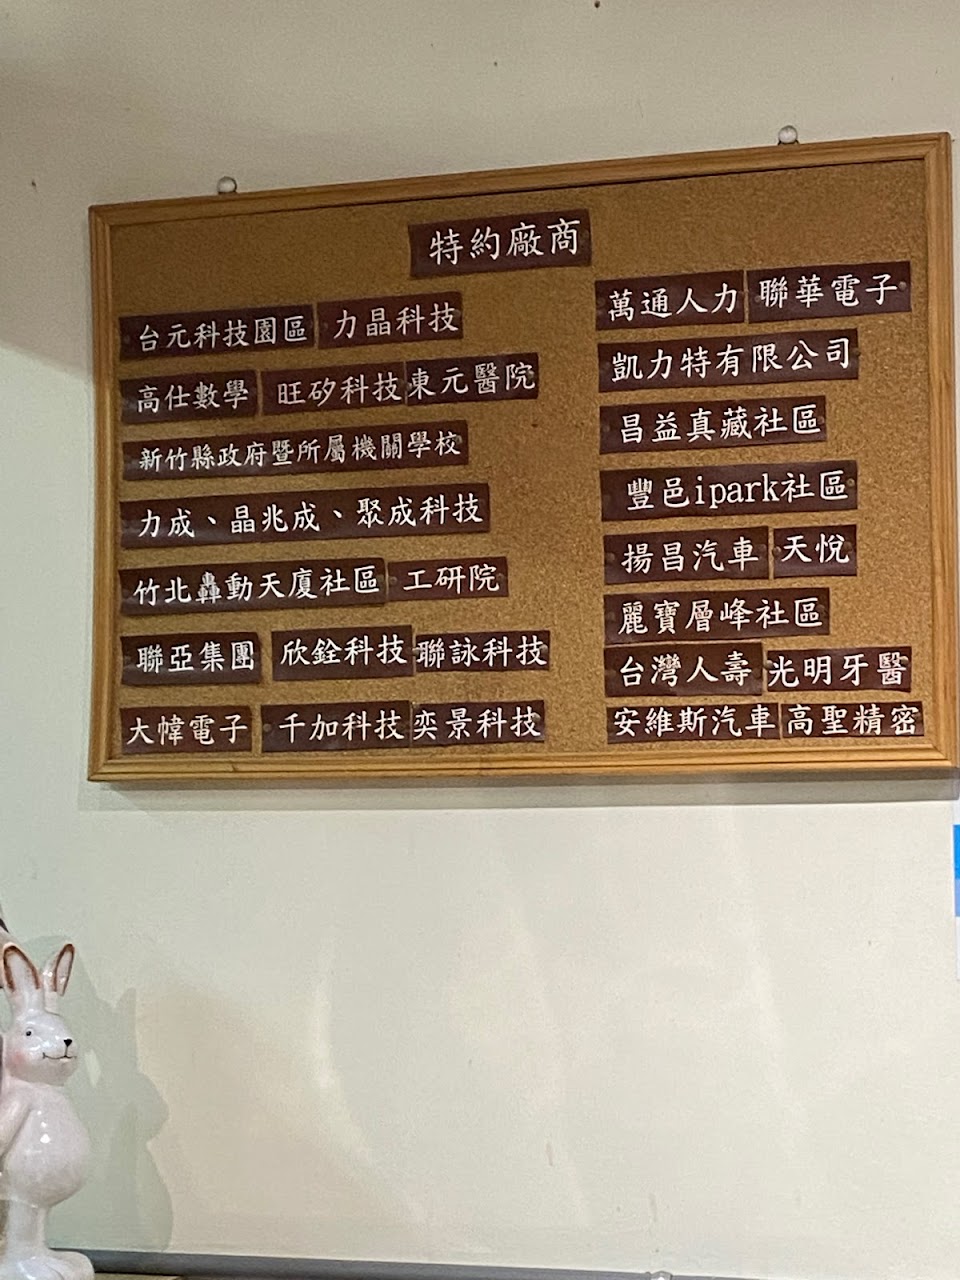 特約廠商
台元科技園區 力晶科技
高仕數學 旺矽科技 東元醫院
新竹縣政府暨所屬機關學校
力成、晶兆成、聚成科技
竹北轟動天廈社區 工研院
聯亞集團 欣銓科技 聯詠科技
大幃電子 千加科技 奕景科技
萬通人力 聯華電子
凱力特有限公司
昌益真藏社區
豐邑ipark社區
揚昌汽車 天悅
麗寶層峰社區
台灣人壽 光明牙醫
安維斯汽車 高聖精密